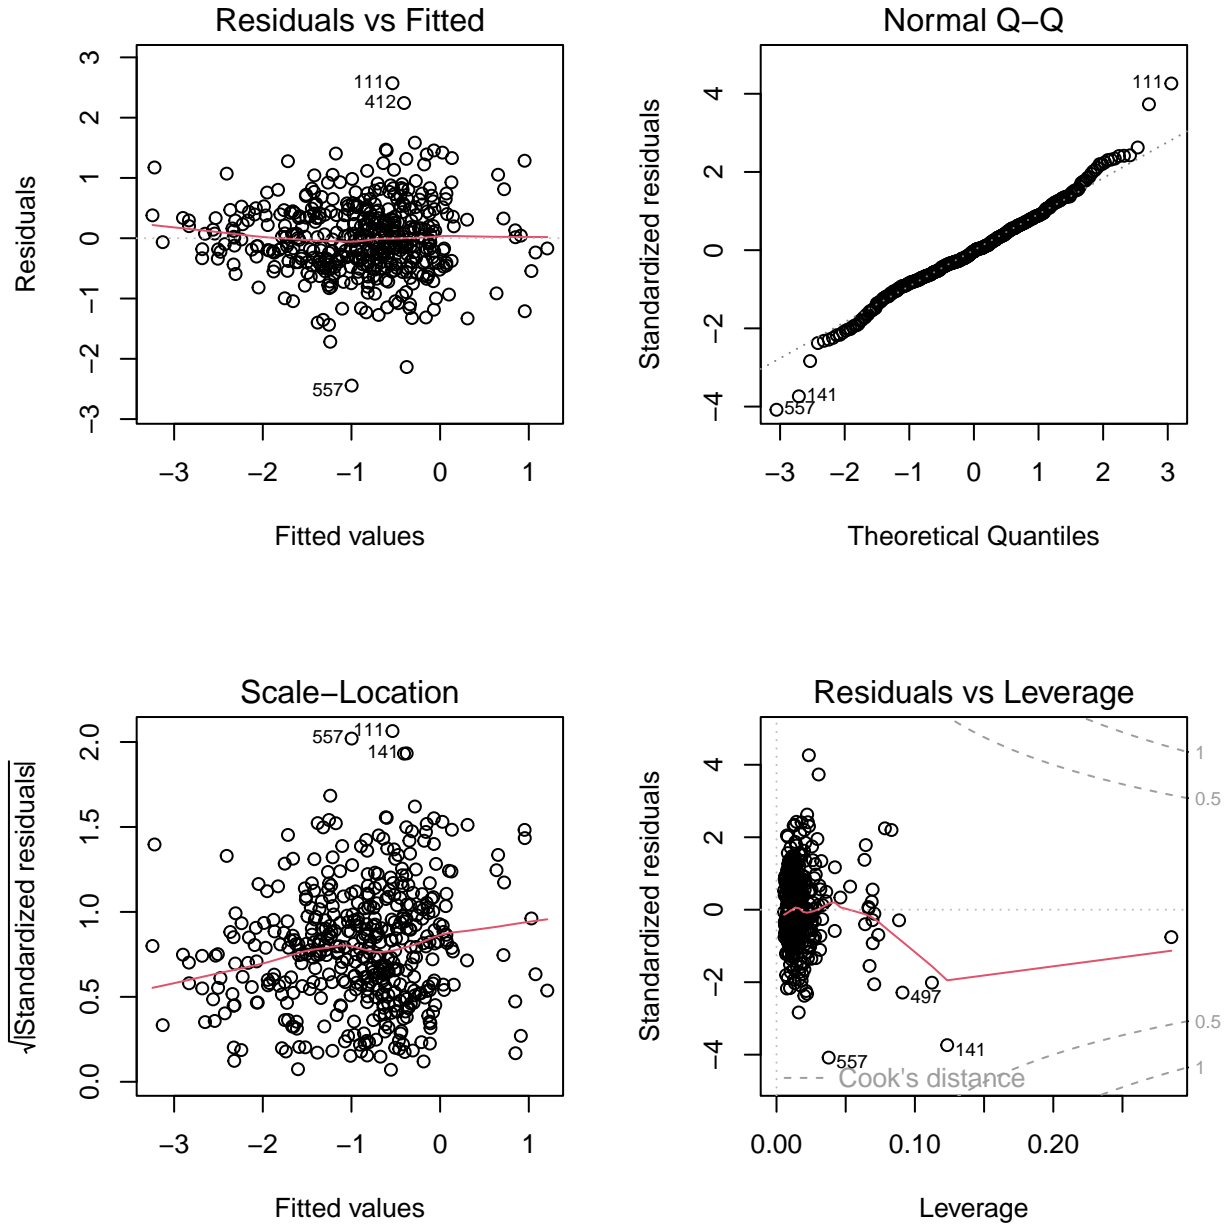 Residuals vs Fitted
Residuals
3
2
1
0
−1
−2
−3
111
412
557
−3 −2 −1 0 1
Fitted values
Normal Q−Q
Standardized residuals
4
2
0
−2
−4
111
141
557
−3 −2 −1 0 1 2 3
Theoretical Quantiles
Scale−Location
√|Standardized residuals|
2.0
1.5
1.0
0.5
0.0
557
111
141
−3 −2 −1 0 1
Fitted values
Residuals vs Leverage
Standardized residuals
4
2
0
−2
−4
1
0.5
497
0.5
141
557
1
Cook's distance
0.00 0.10 0.20
Leverage